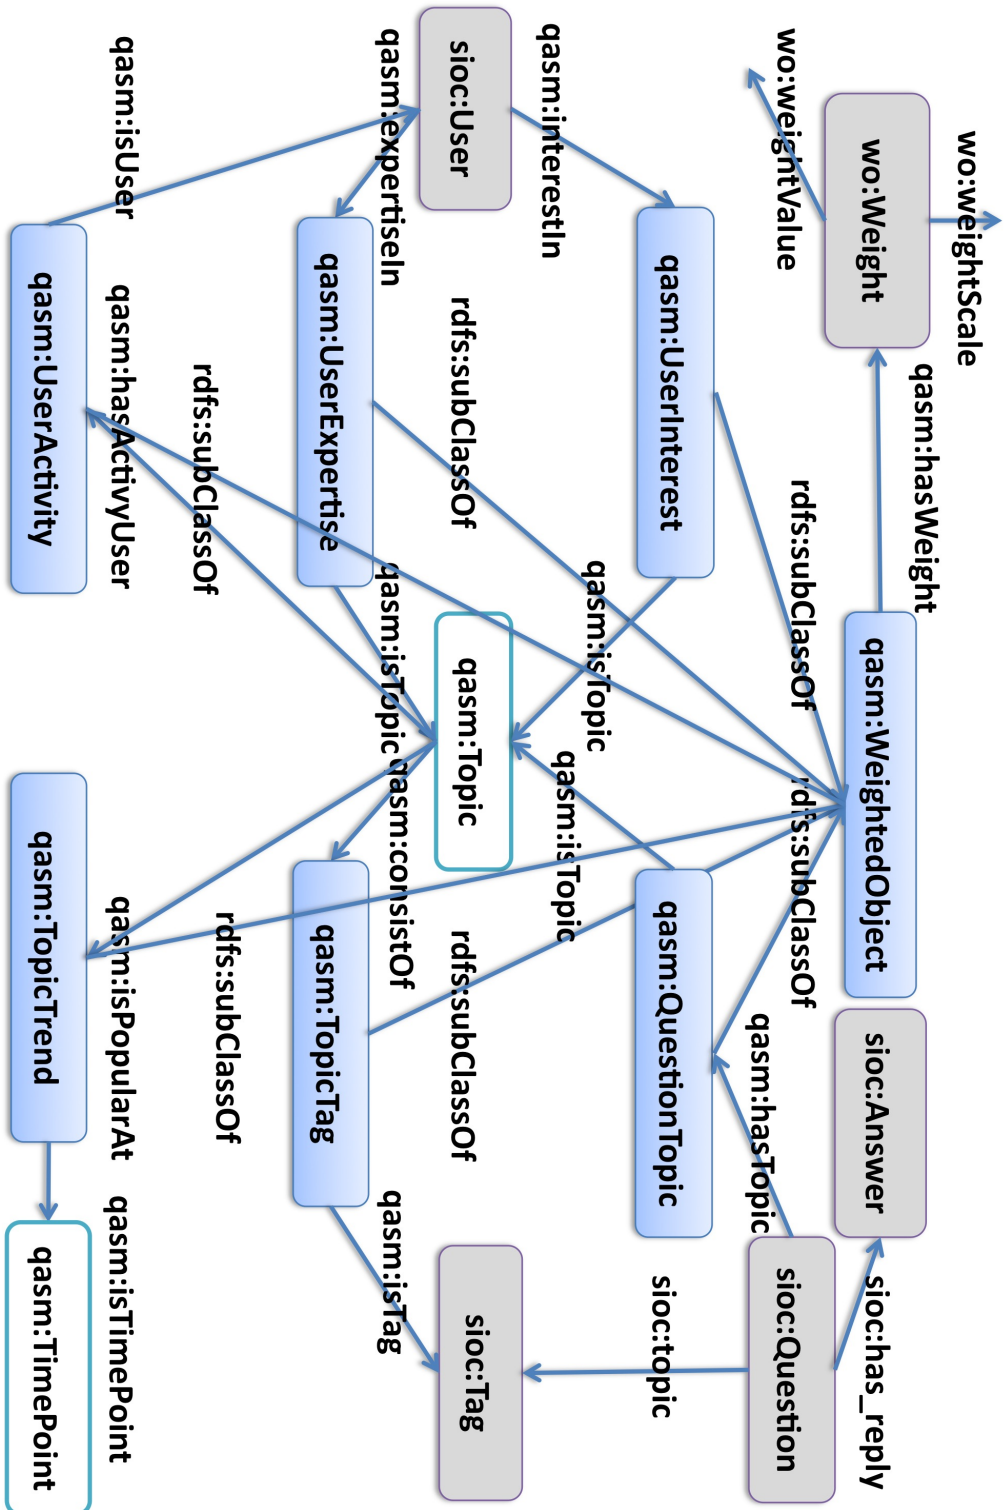 wo:weightScale
qasm:hasWeight
wo:Weight
qasm:WeightedObject
sioc:Answer
sioc:has_reply
wo:weightValue
rdfs:subClassOf
rdfs:subClassOf
qasm:hasTopic
sioc:Question
qasm:UserInterest
qasm:QuestionTopic
sioc:topic
qasm:interestIn
qasm:isTopic
qasm:isTopic
sioc:User
rdfs:subClassOf
qasm:Topic
rdfs:subClassOf
sioc:Tag
qasm:expertiseIn
qasm:isTopic
qasm:consistOf
qasm:isTag
qasm:UserExpertise
qasm:TopicTag
rdfs:subClassOf
rdfs:subClassOf
qasm:isUser
qasm:hasActivyUser
qasm:isPopularAt
qasm:isTimePoint
qasm:UserActivity
qasm:TopicTrend
qasm:TimePoint